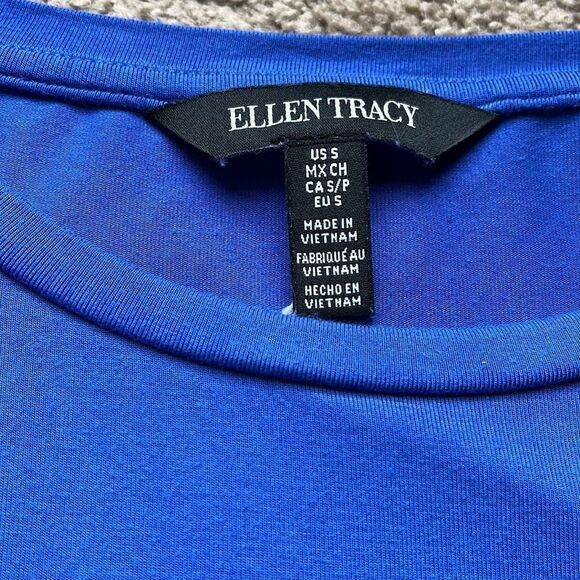 ELLEN TRACY
US S
MX CH
CA S/P
EU S
MADE IN
VIETNAM
FABRIQUÉ AU
VIETNAM
HECHO EN
VIETNAM